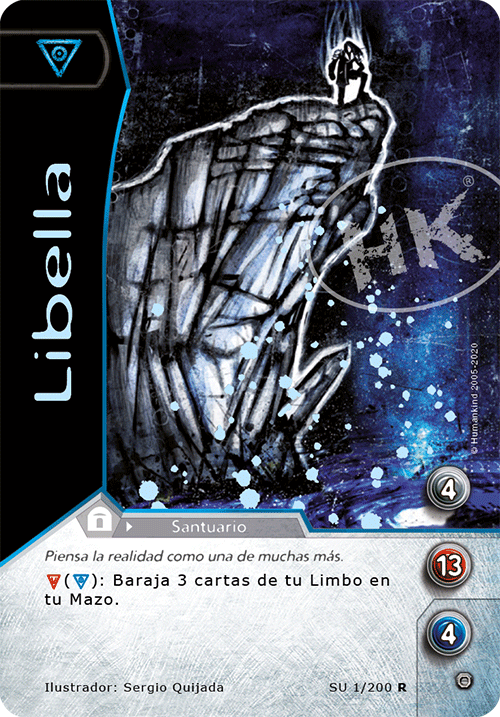 Libella
HK®
© Humankind 2005-2020
4
Santuario
Piensa la realidad como una de muchas más.
( ): Baraja 3 cartas de tu Limbo en
tu Mazo.
13
4
Ilustrador: Sergio Quijada
SU 1/200 R